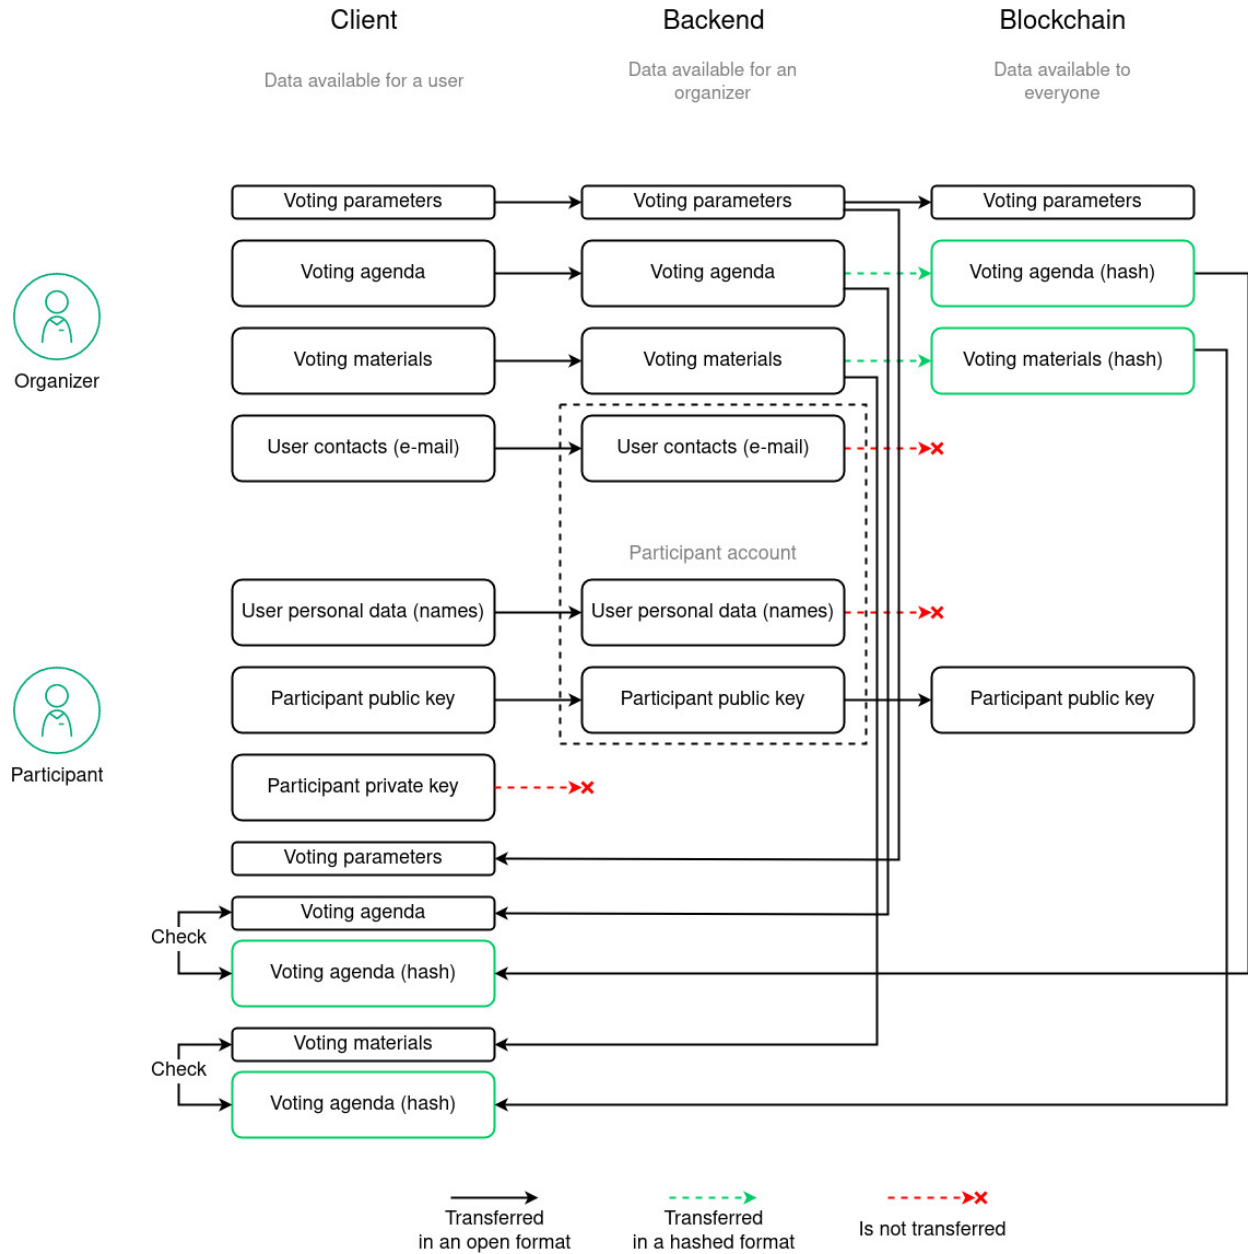 Client
Backend
Blockchain
Data available for a user
Data available for an
organizer
Data available to
everyone
Voting parameters
Voting parameters
Voting parameters
Voting agenda
Voting agenda
Voting agenda (hash)
Organizer
Voting materials
Voting materials
Voting materials (hash)
User contacts (e-mail)
User contacts (e-mail)
Participant account
User personal data (names)
User personal data (names)
Participant public key
Participant public key
Participant public key
Participant
Participant private key
Voting parameters
Voting agenda
Check
Voting agenda (hash)
Voting materials
Check
Voting agenda (hash)
Transferred
in an open format
Transferred
in a hashed format
Is not transferred